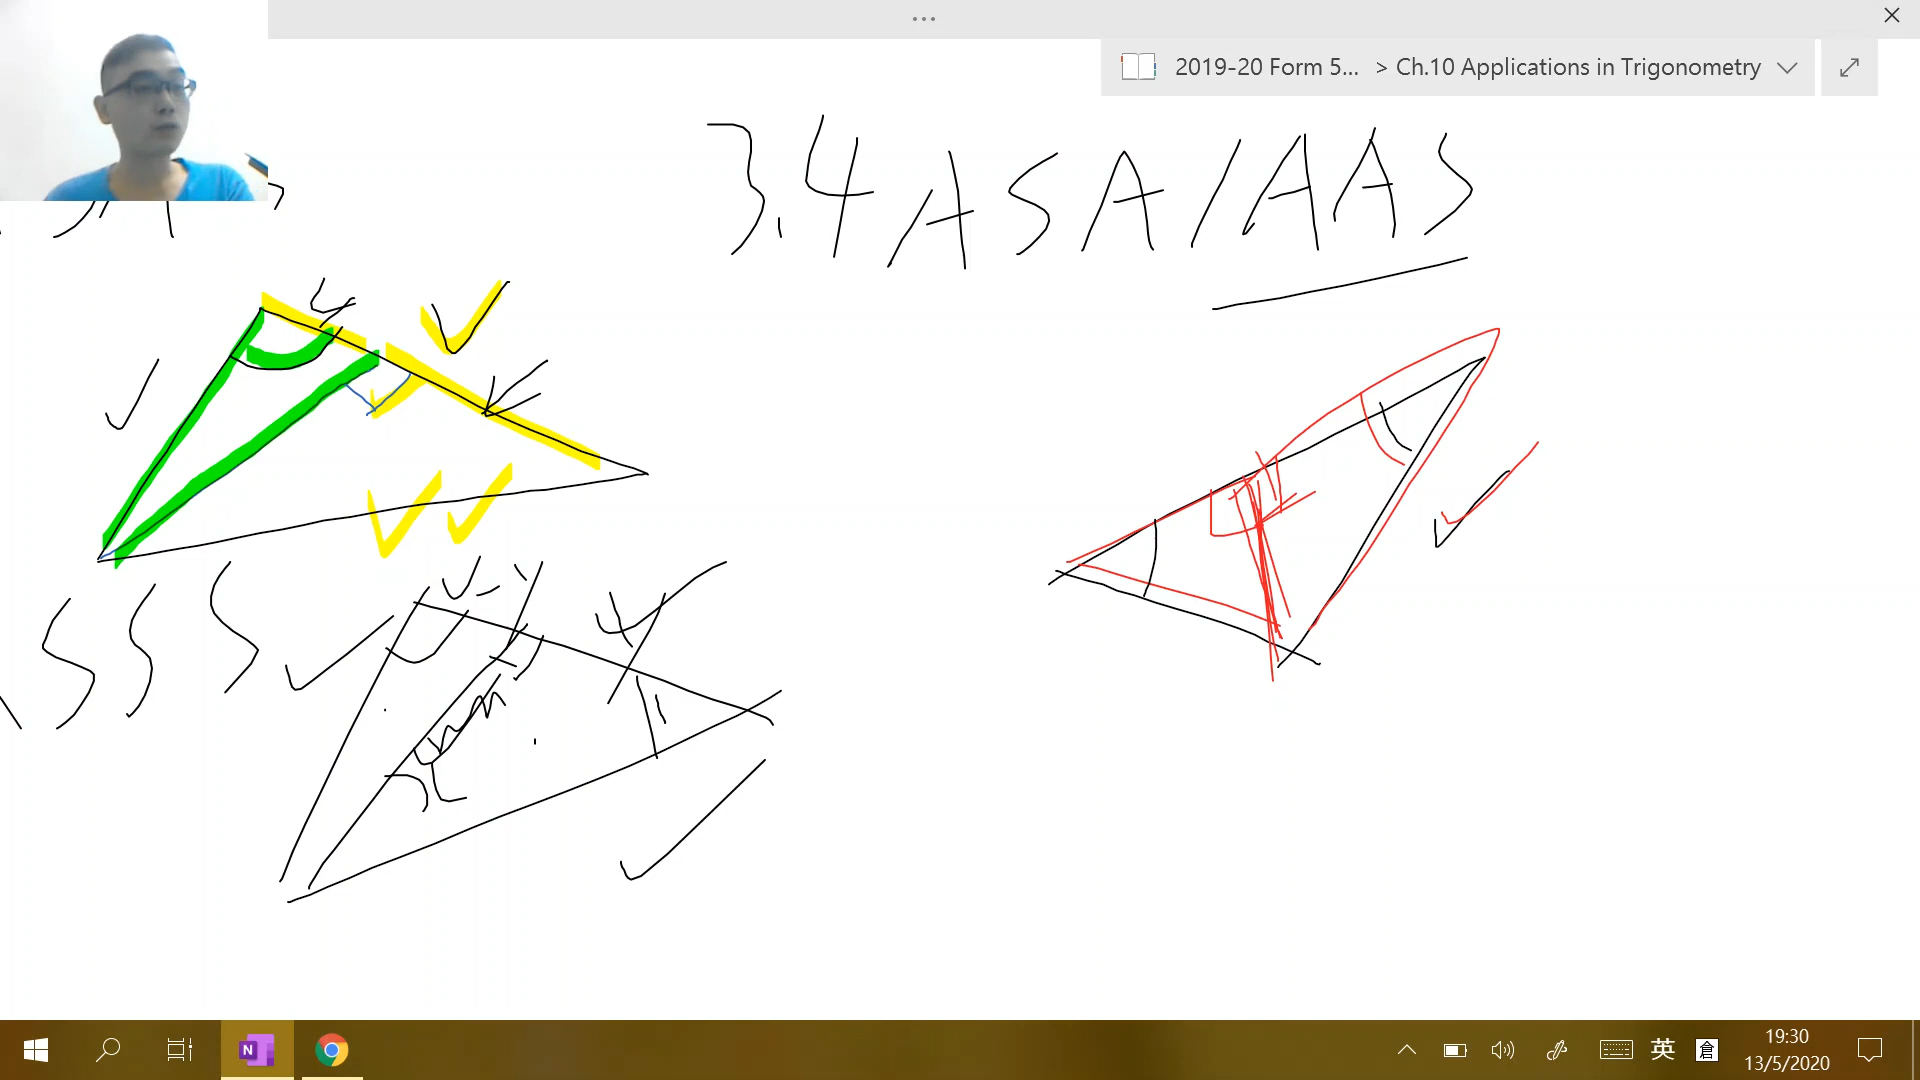 2019-20 Form 5... > Ch.10 Applications in Trigonometry
3.4 ASA/AAS
SSS
英 倉
19:30
13/5/2020